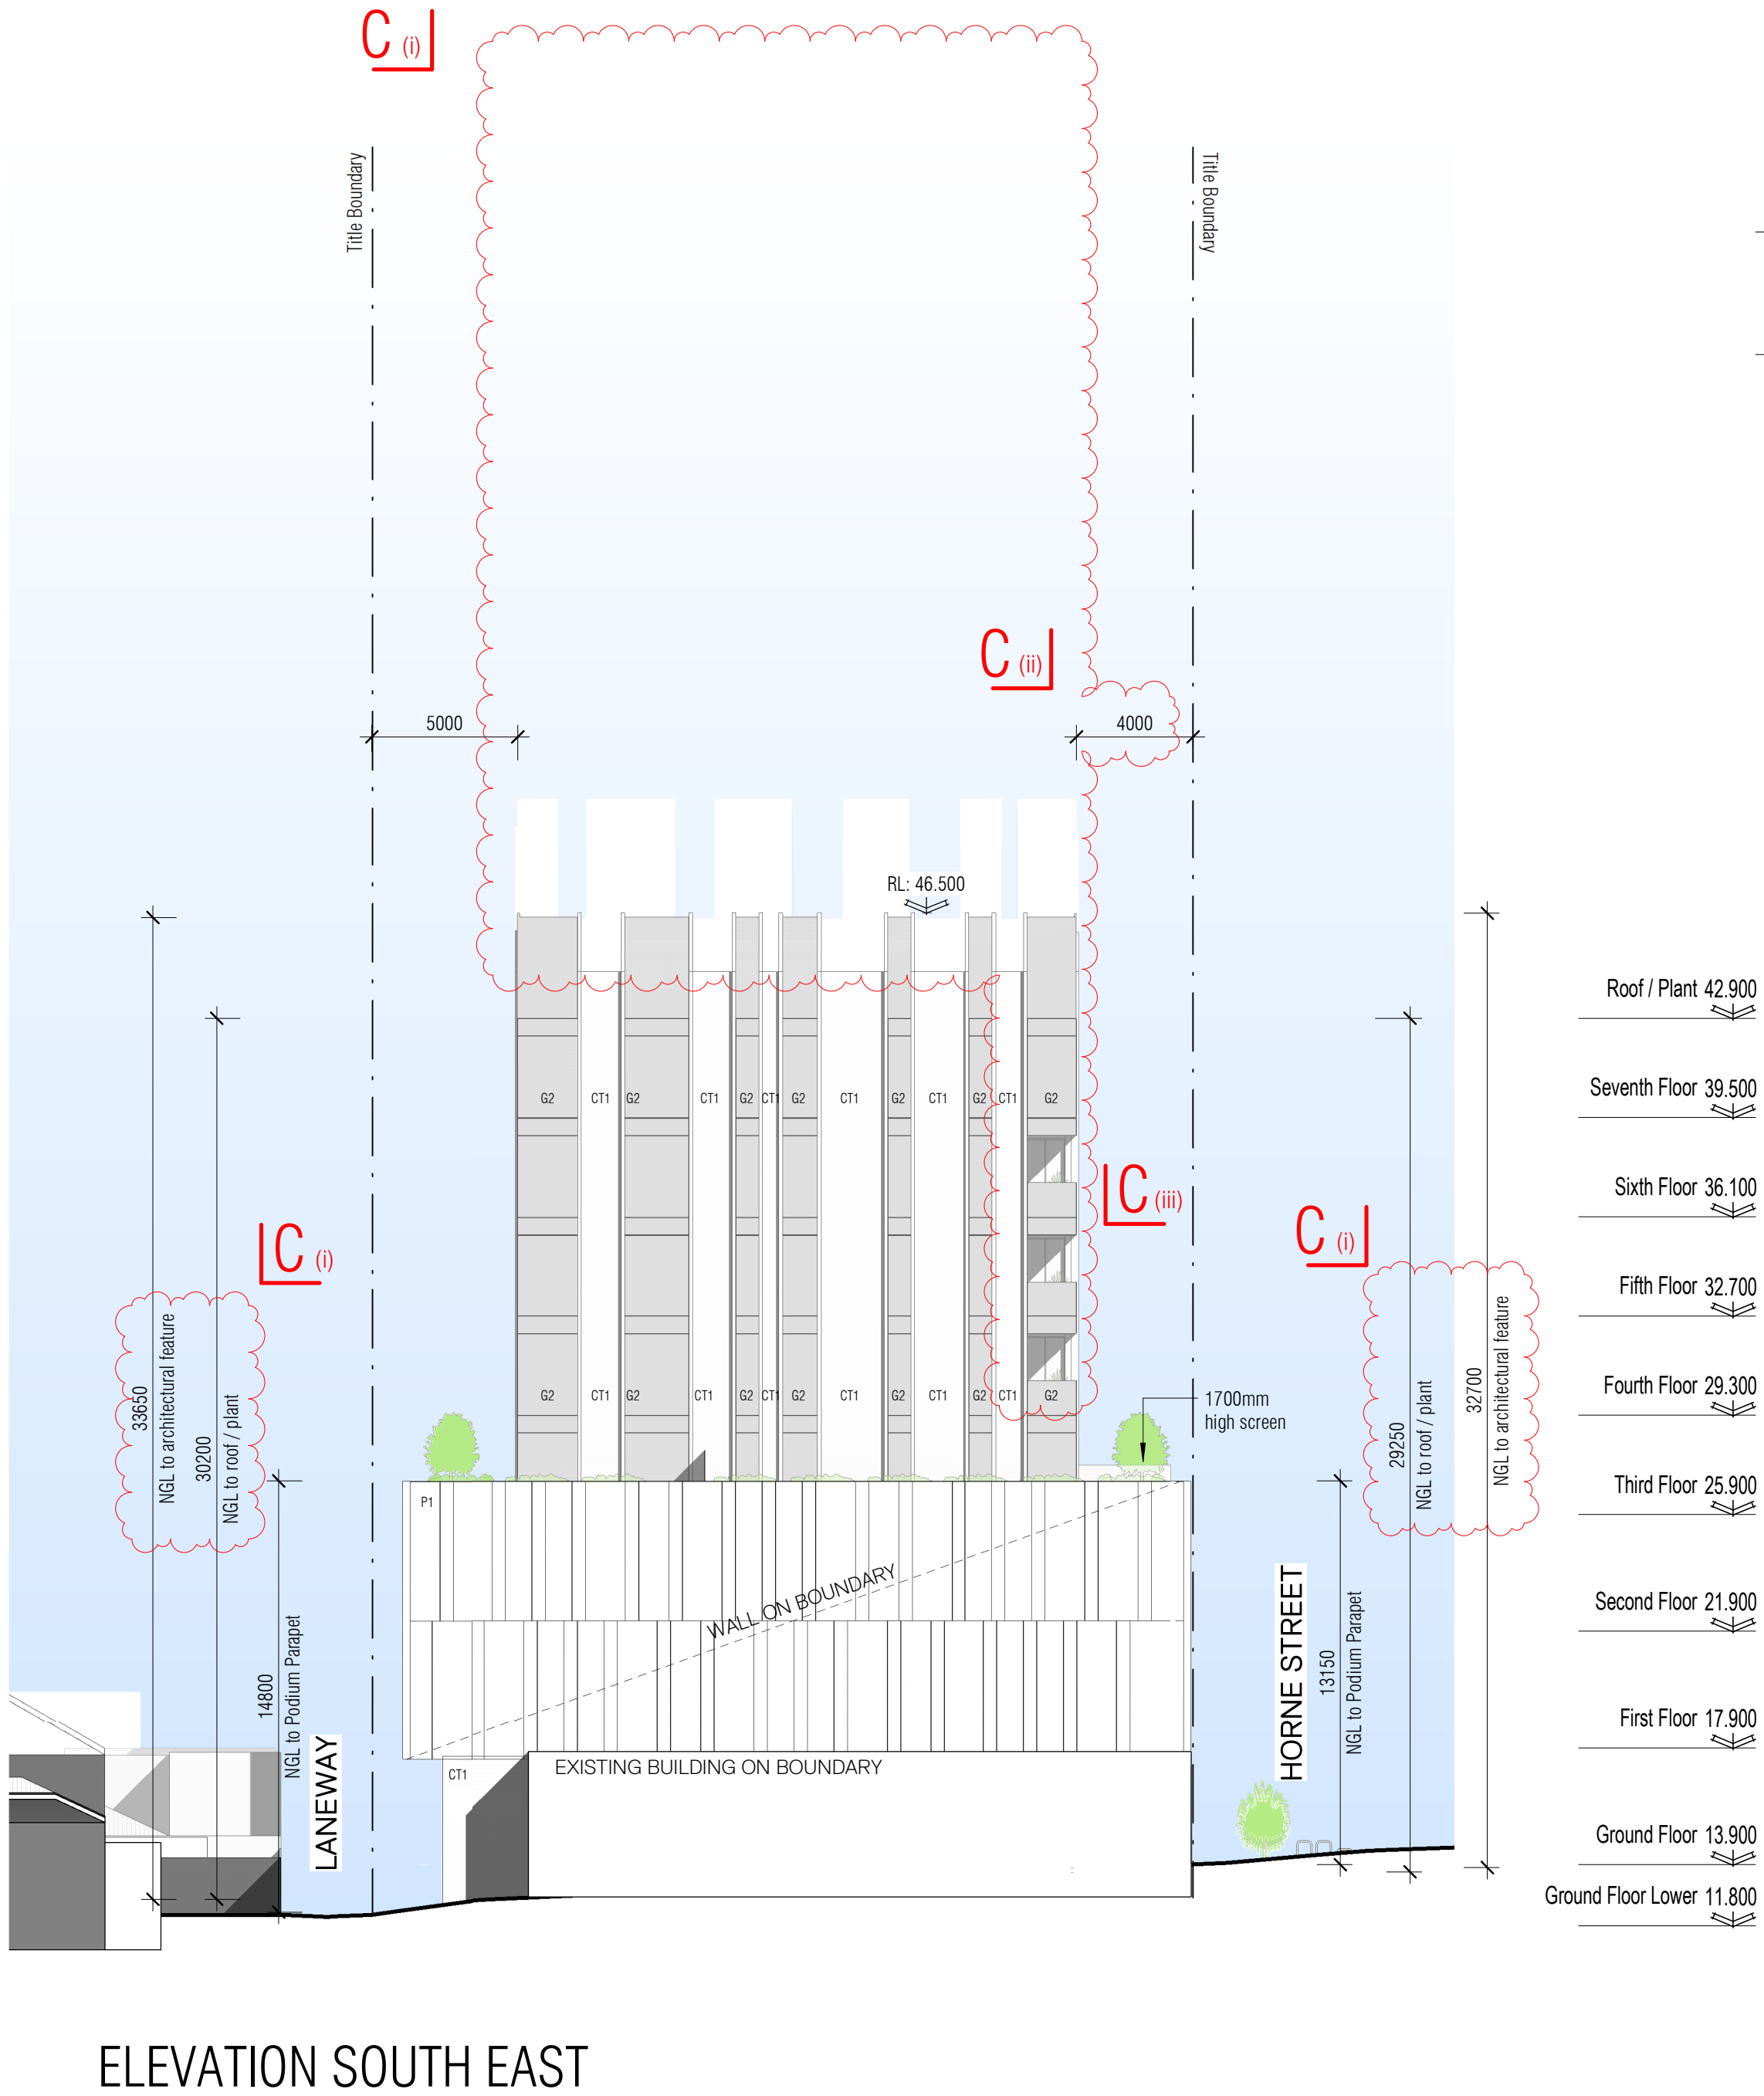 C (i)
Title Boundary
Title Boundary
C (ii)
5000
4000
RL: 46.500
Roof / Plant 42.900
Seventh Floor 39.500
G2 CT1 G2 CT1 G2 CT1 G2 CT1 G2 CT1 G2 CT1 G2
Sixth Floor 36.100
C (iii)
C (i)
C (i)
Fifth Floor 32.700
33650
NGL to architectural feature
30200
NGL to roof / plant
29250
NGL to roof / plant
32700
NGL to architectural feature
Fourth Floor 29.300
G2 CT1 G2 CT1 G2 CT1 G2 CT1 G2 CT1 G2 CT1 G2
1700mm
high screen
Third Floor 25.900
P1
WALL ON BOUNDARY
Second Floor 21.900
14800
NGL to Podium Parapet
LANEWAY
HORNE STREET
13150
NGL to Podium Parapet
First Floor 17.900
CT1
EXISTING BUILDING ON BOUNDARY
Ground Floor 13.900
Ground Floor Lower 11.800
ELEVATION SOUTH EAST